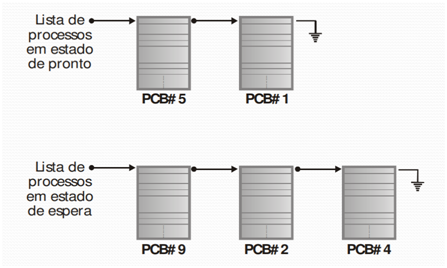 Lista de
processos
em estado
de pronto
PCB# 5
PCB# 1
Lista de
processos
em estado
de espera
PCB# 9
PCB# 2
PCB# 4